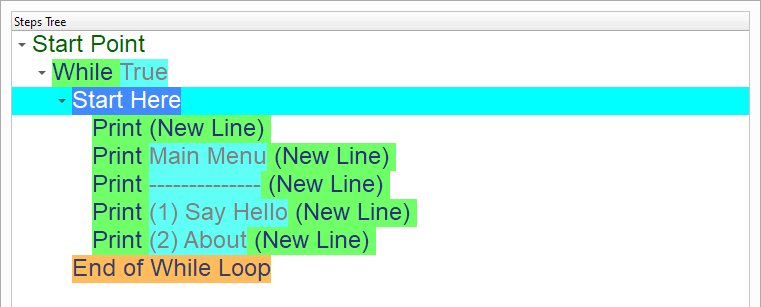 Steps Tree
Start Point
While True
Start Here
Print (New Line)
Print Main Menu (New Line)
Print -------------- (New Line)
Print (1) Say Hello (New Line)
Print (2) About (New Line)
End of While Loop